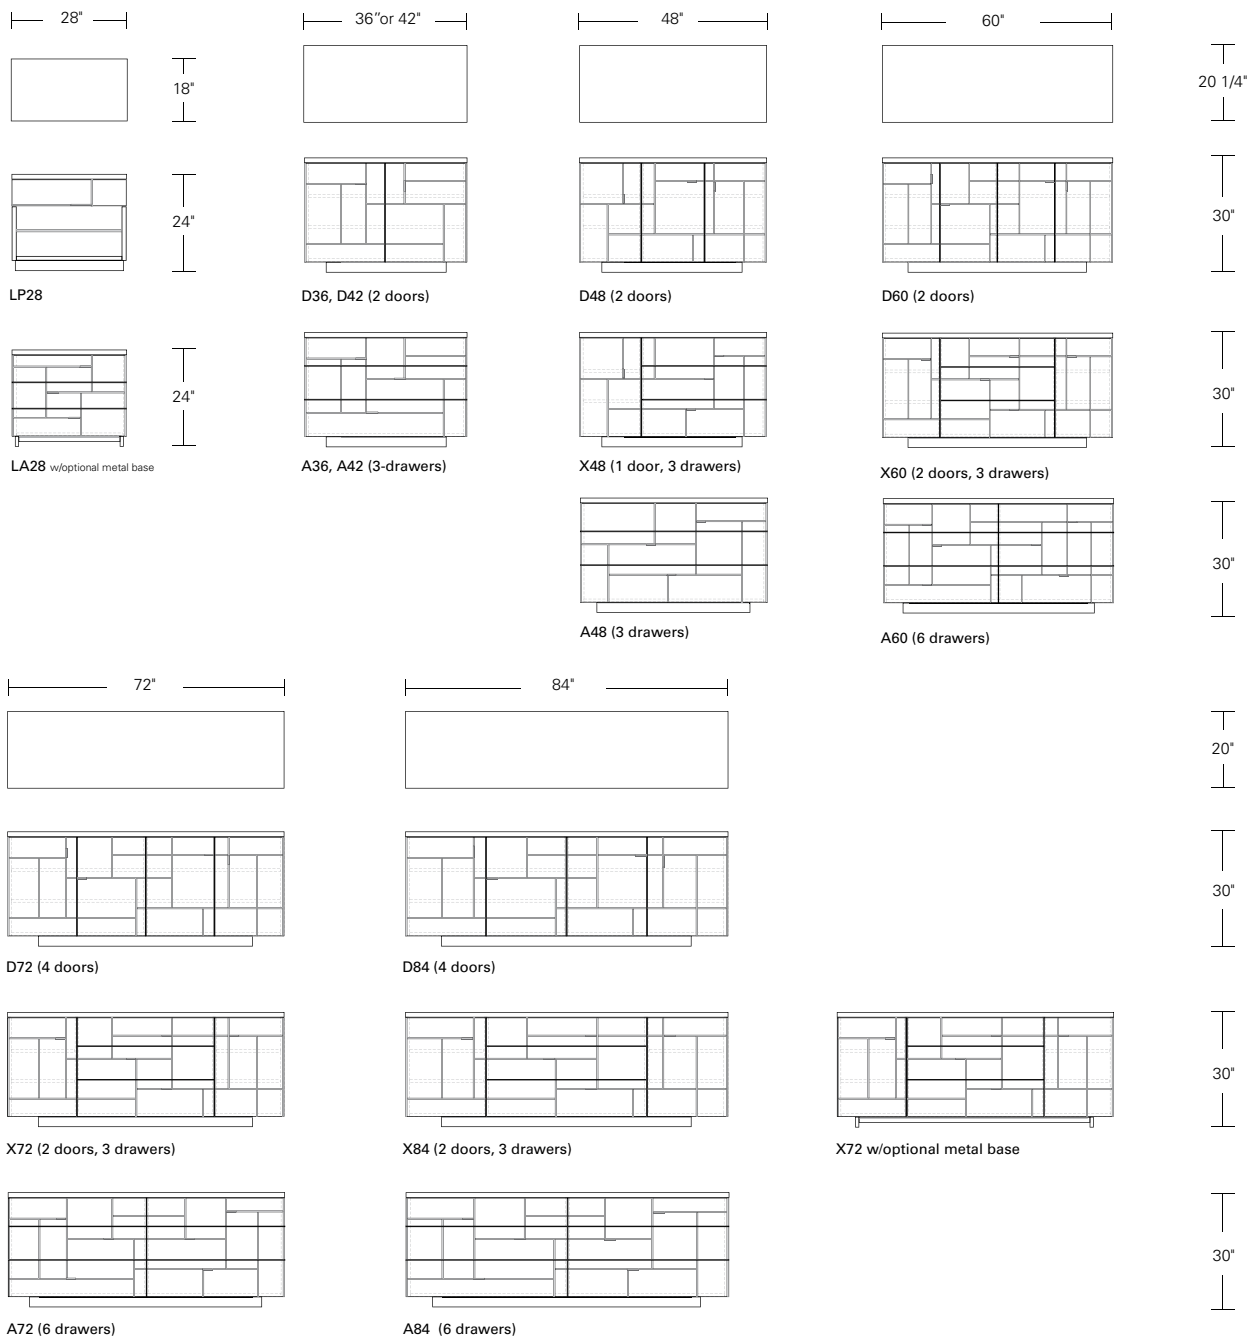 28"
36”or 42"
48"
60"
18"
20 1/4"
24"
30"
LP28
D36, D42 (2 doors)
D48 (2 doors)
D60 (2 doors)
24"
30"
LA28 w/optional metal base
A36, A42 (3-drawers)
X48 (1 door, 3 drawers)
X60 (2 doors, 3 drawers)
30"
A48 (3 drawers)
A60 (6 drawers)
72"
84"
20"
30"
D72 (4 doors)
D84 (4 doors)
30"
X72 (2 doors, 3 drawers)
X84 (2 doors, 3 drawers)
X72 w/optional metal base
30"
A72 (6 drawers)
A84 (6 drawers)